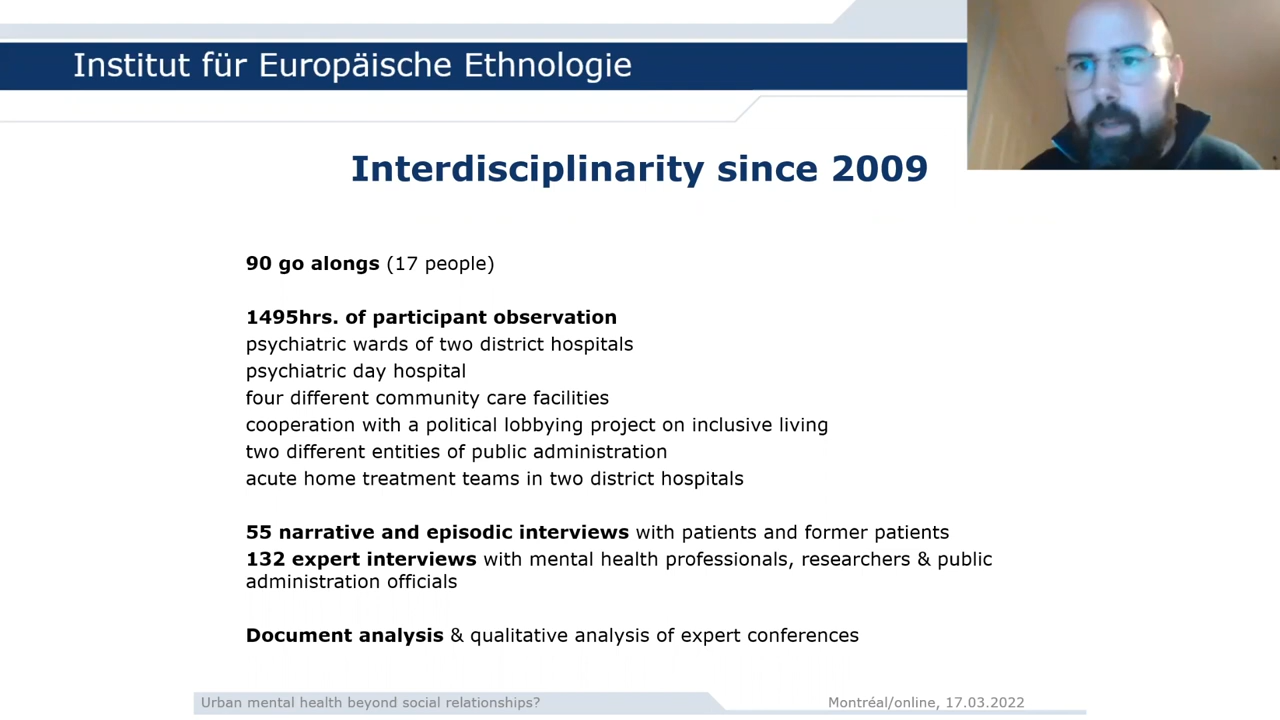 Institut für Europäische Ethnologie
Interdisciplinarity since 2009
90 go alongs (17 people)
1495hrs. of participant observation
psychiatric wards of two district hospitals
psychiatric day hospital
four different community care facilities
cooperation with a political lobbying project on inclusive living
two different entities of public administration
acute home treatment teams in two district hospitals
55 narrative and episodic interviews with patients and former patients
132 expert interviews with mental health professionals, researchers & public
administration officials
Document analysis & qualitative analysis of expert conferences
Urban mental health beyond social relationships?
Montréal/online, 17.03.2022